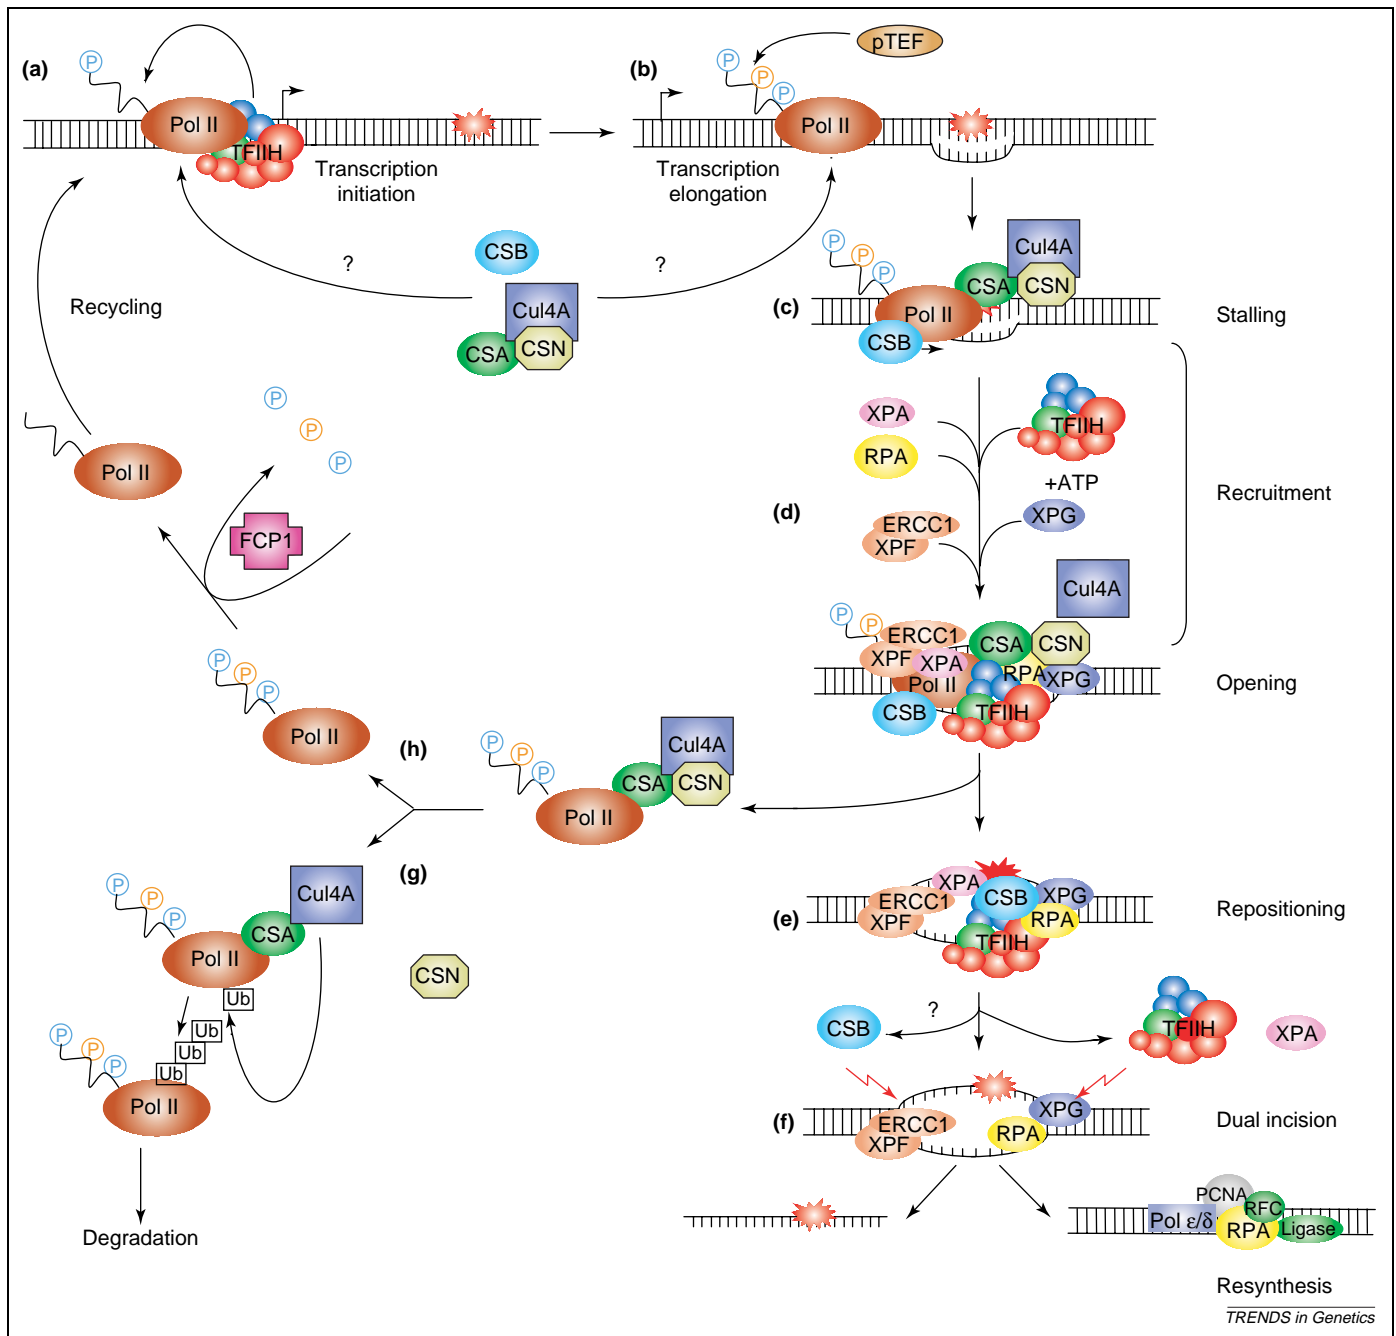 (a)
P
Pol II
TFIIH
Transcription
initiation
(b)
pTEF
P
P
P
Pol II
Transcription
elongation
?
CSB
?
Cul4A
CSA
CSN
Recycling
P
P
P
Pol II
FCP1
P
P
P
Cul4A
CSA
CSN
(c)
Pol II
CSB
Stalling
XPA
RPA
TFIIH
+ATP
(d)
XPG
ERCC1
XPF
Recruitment
Cul4A
P
P
ERCC1
CSA
CSN
XPF
XPA
RPA
XPG
Pol II
CSB
TFIIH
Opening
P
P
P
Pol II
(h)
P
P
P
Cul4A
CSA
CSN
Pol II
(g)
P
P
P
Cul4A
CSA
Pol II
CSN
Ub
Ub
Ub
Ub
P
P
P
Pol II
Degradation
(e)
XPA
CSB
XPG
ERCC1
XPF
RPA
TFIIH
Repositioning
CSB
?
TFIIH
XPA
(f)
ERCC1
XPF
XPG
RPA
Dual incision
PCNA
RFC
Pol ε/δ
RPA
Ligase
Resynthesis
TRENDS in Genetics